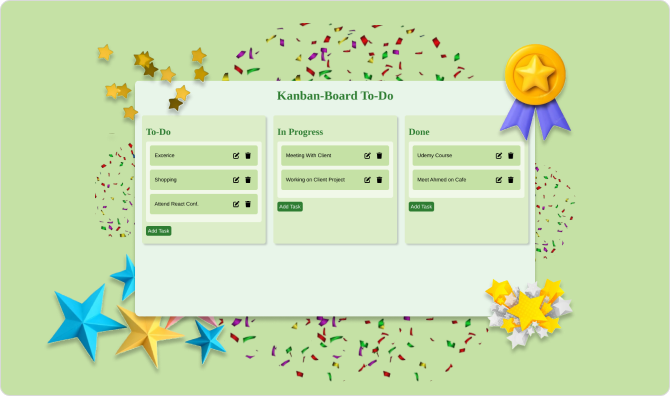 Kanban-Board To-Do
To-Do
Excerice
Shopping
Attend React Conf.
Add Task
In Progress
Meeting With Client
Working on Client Project
Add Task
Done
Udemy Course
Meet Ahmed on Cafe
Add Task